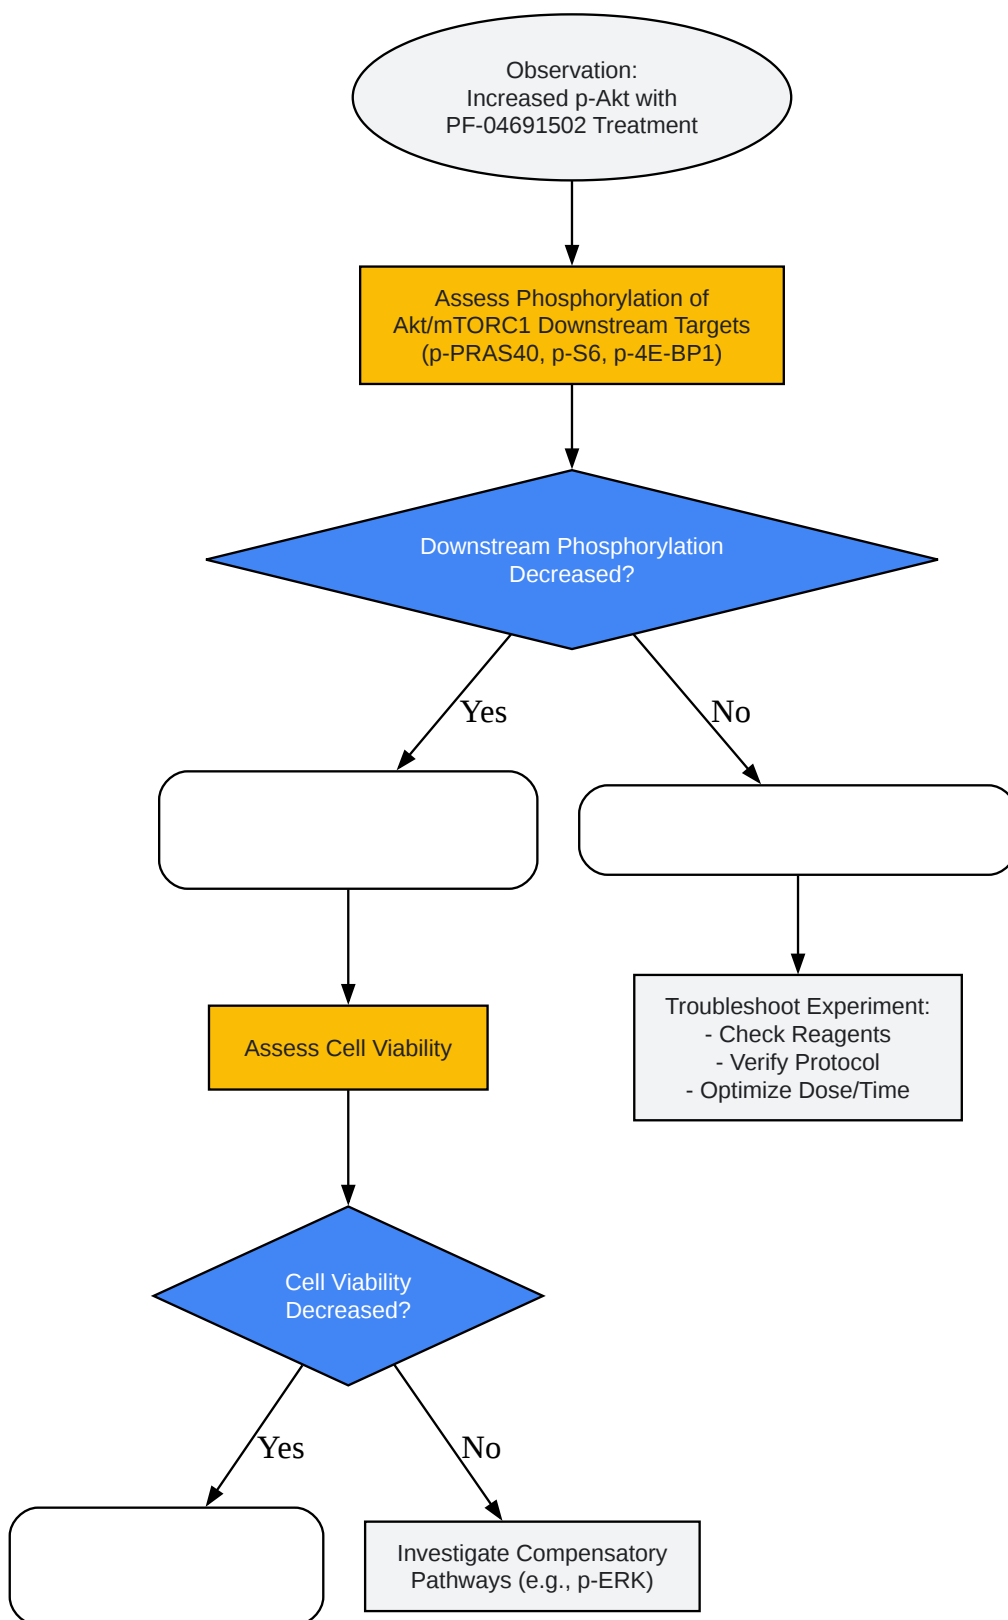 Observation:
Increased p-Akt with
PF-04691502 Treatment
Assess Phosphorylation of
Akt/mTORC1 Downstream Targets
(p-PRAS40, p-S6, p-4E-BP1)
Downstream Phosphorylation
Decreased?
Yes
No
Troubleshoot Experiment:
- Check Reagents
- Verify Protocol
- Optimize Dose/Time
Assess Cell Viability
Cell Viability
Decreased?
Yes
No
Investigate Compensatory
Pathways (e.g., p-ERK)